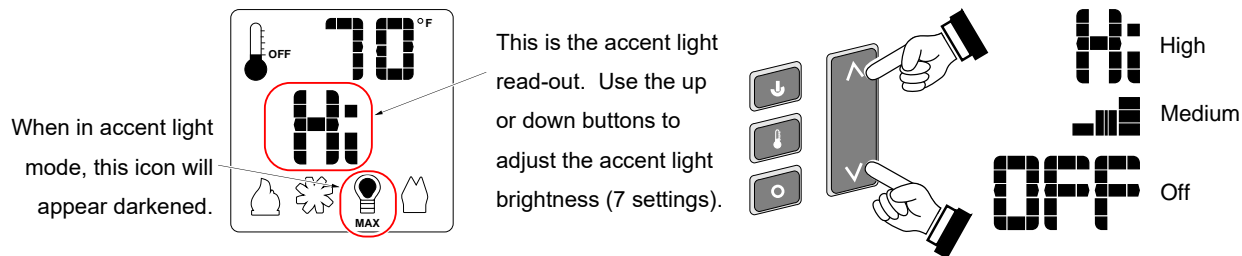 OFF
70°F
Hi
MAX
When in accent light
mode, this icon will
appear darkened.
This is the accent light
read-out.  Use the up
or down buttons to
adjust the accent light
brightness (7 settings).
Hi
High
Medium
OFF
Off